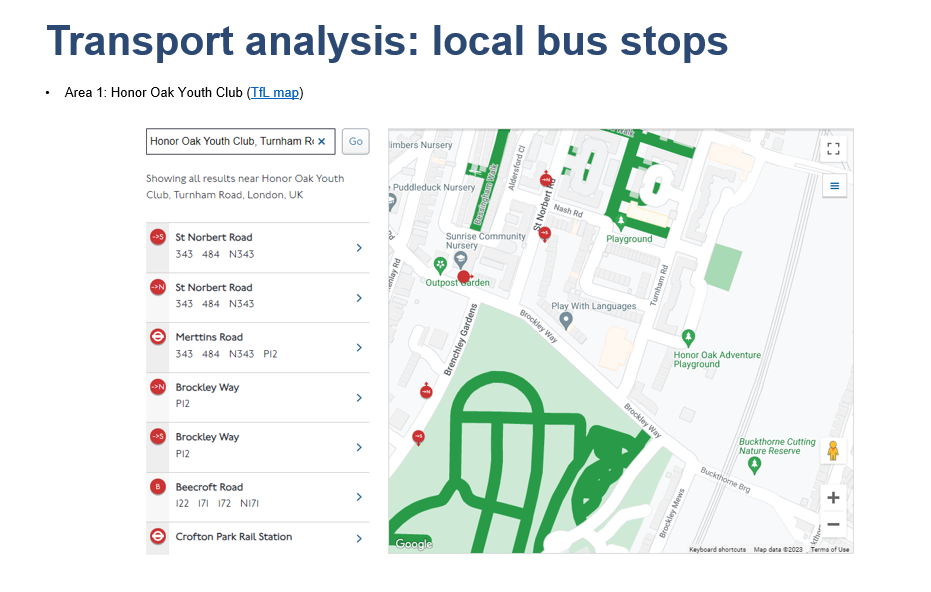 Transport analysis: local bus stops
• Area 1: Honor Oak Youth Club (TfL map)
Honor Oak Youth Club, Turnham R
Go
Showing all results near Honor Oak Youth
Club, Turnham Road, London, UK
->S
St Norbert Road
343 484 N343
->N
St Norbert Road
343 484 N343
Merttins Road
343 484 N343 P12
->N
Brockley Way
P12
->S
Brockley Way
P12
B
Beecroft Road
122 171 172 N171
Crofton Park Rail Station
imbers Nursery
Puddleduck Nursery
Bessingham Walk
Aldersford Cl
Walk
St Norbert Rd
Nash Rd
Playground
Sunrise Community
Nursery
Outpost Garden
Turnham Rd
Play With Languages
Brockley Way
Brenchley Gardens
Honor Oak Adventure
Playground
Brockley Way
Buckthorne Cutting
Nature Reserve
Buckthorne Brg
Brockley Mews
Google
Keyboard shortcuts
Map data ©2023
Terms of Use